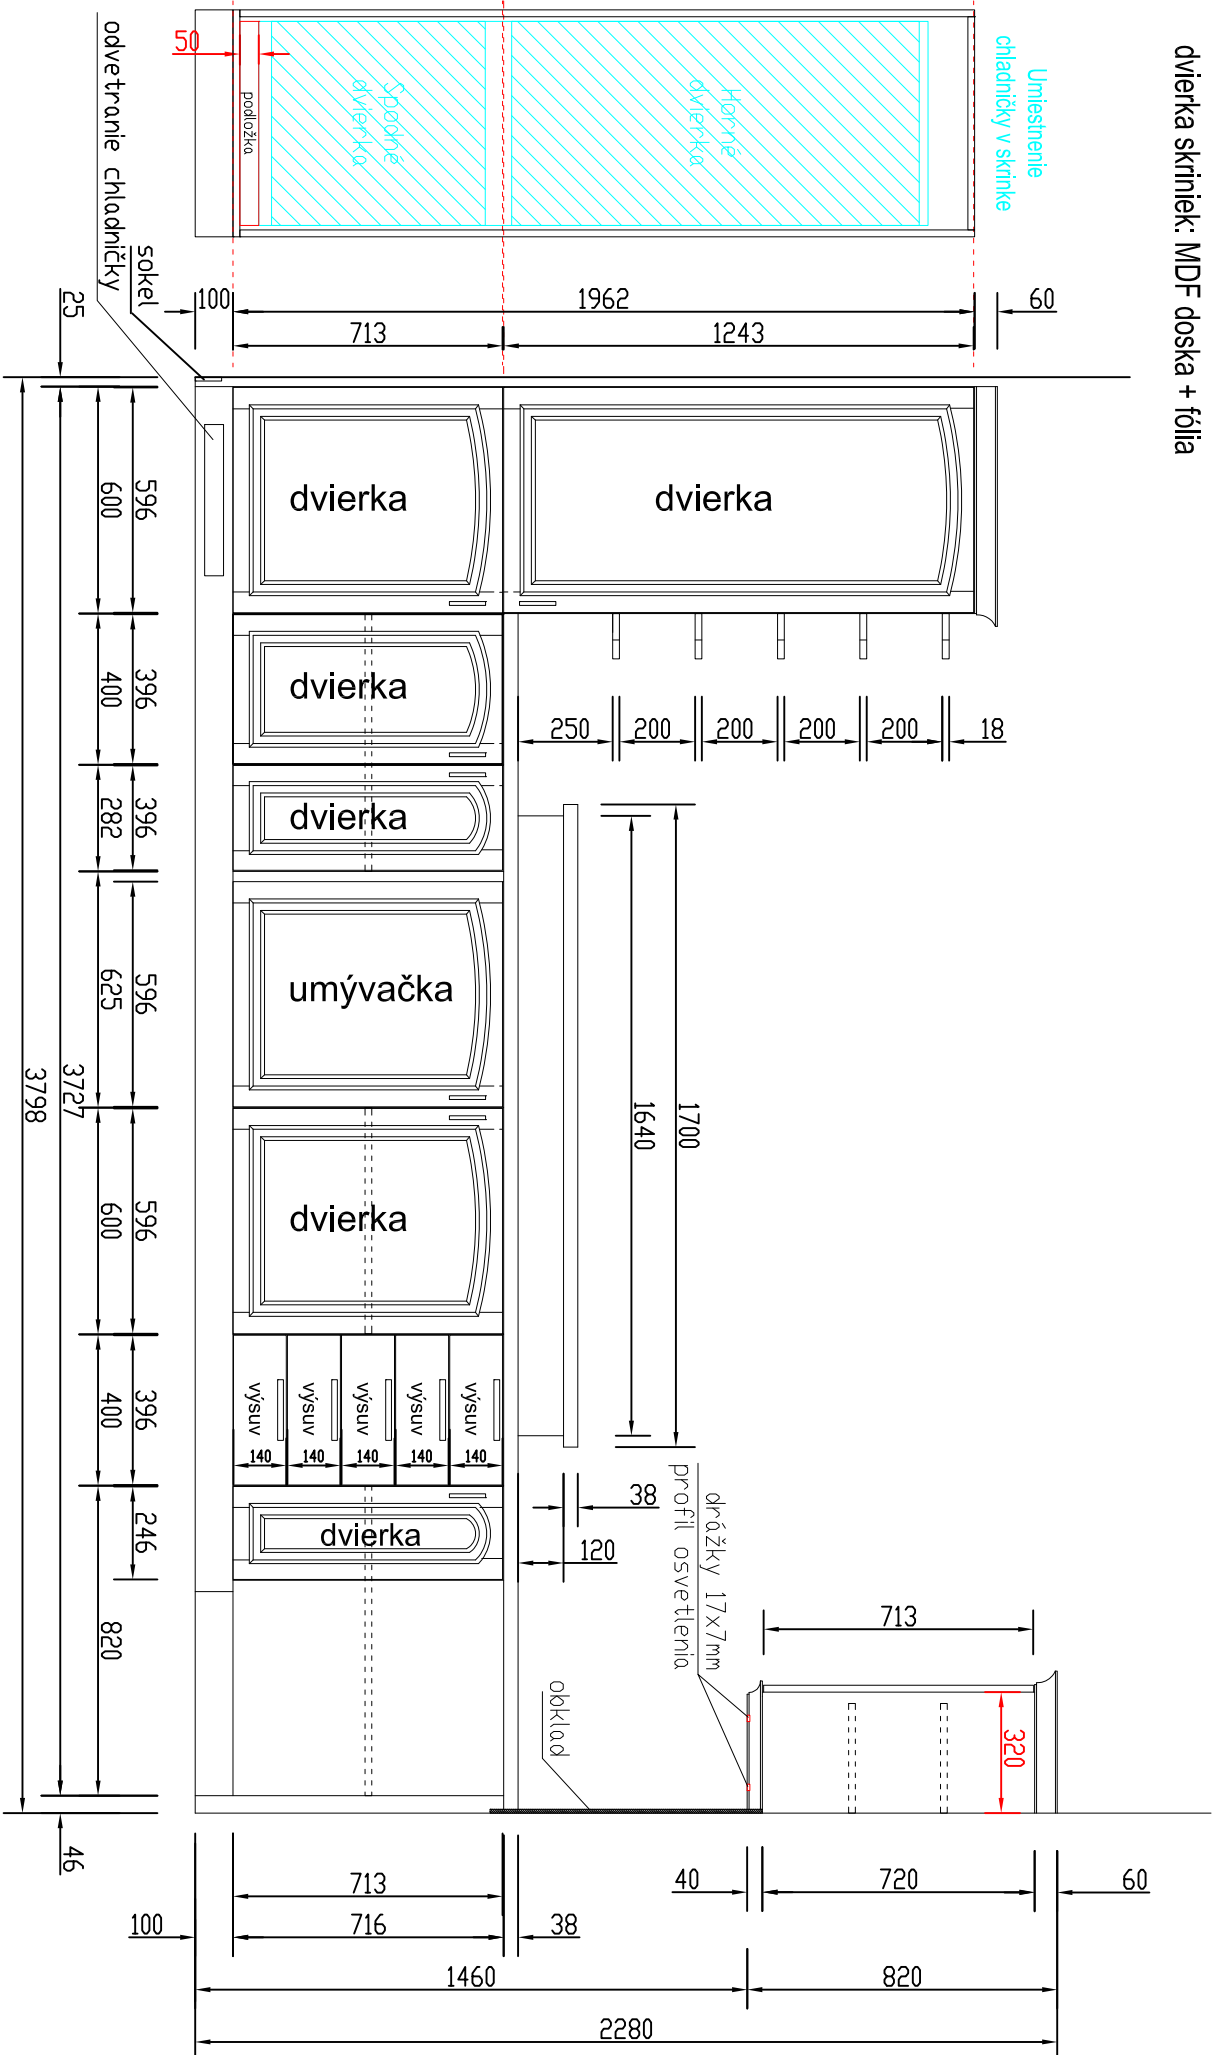 dvierka skriniek: MDF doska + fólia
Umiestnenie
chladničky v skrinke
Horné
dvierka
Spodné
dvierka
podložka
50
odvetranie chladničky
sokel
60
1962
100
1243
713
25
dvierka
dvierka
596
600
dvierka
396
400
250
200
200
200
200
18
dvierka
396
282
1700
1640
umývačka
596
625
3727
3798
dvierka
596
600
výsuv
výsuv
výsuv
výsuv
výsuv
140
140
140
140
140
396
400
38
120
drážky 17x7mm
profil osvetlenia
dvierka
246
820
713
320
obklad
46
713
716
100
38
40
720
60
1460
820
2280